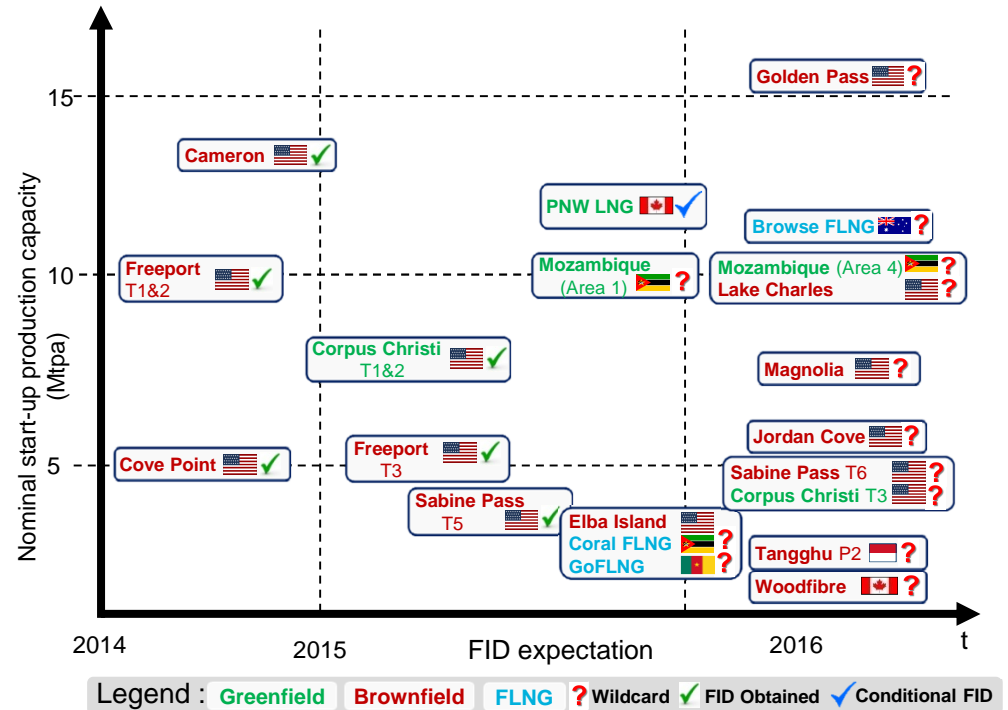 Nominal start-up production capacity
(Mtpa)
15
10
5
Golden Pass ?
Cameron
PNW LNG
Browse FLNG ?
Freeport
T1&2
Mozambique
(Area 1) ?
Mozambique (Area 4) ?
Lake Charles ?
Corpus Christi
T1&2
Magnolia ?
Jordan Cove ?
Cove Point
Freeport
T3
Sabine Pass T6 ?
Corpus Christi T3 ?
Sabine Pass
T5
Elba Island
Coral FLNG ?
GoFLNG ?
Tangghu P2 ?
Woodfibre ?
2014
2015
FID expectation
2016
t
Legend : Greenfield Brownfield FLNG ? Wildcard FID Obtained Conditional FID